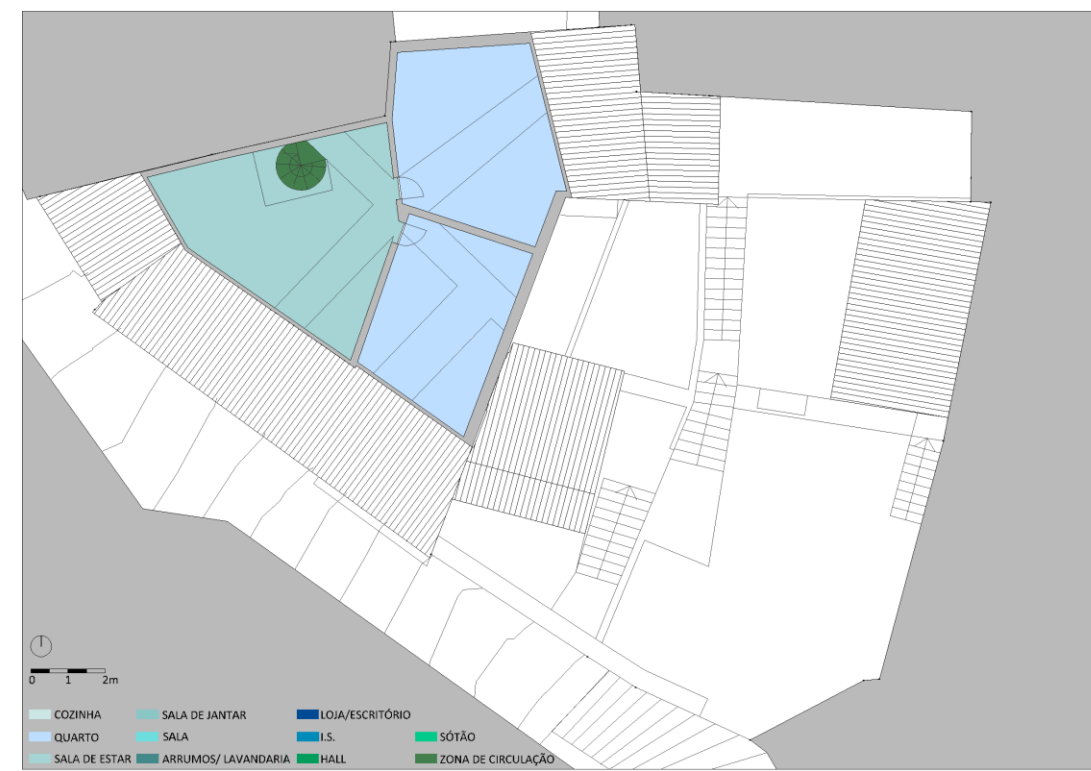 0 1 2m
COZINHA SALA DE JANTAR LOJA/ESCRITÓRIO
QUARTO SALA I.S. SÓTÃO
SALA DE ESTAR ARRUMOS/ LAVANDARIA HALL ZONA DE CIRCULAÇÃO